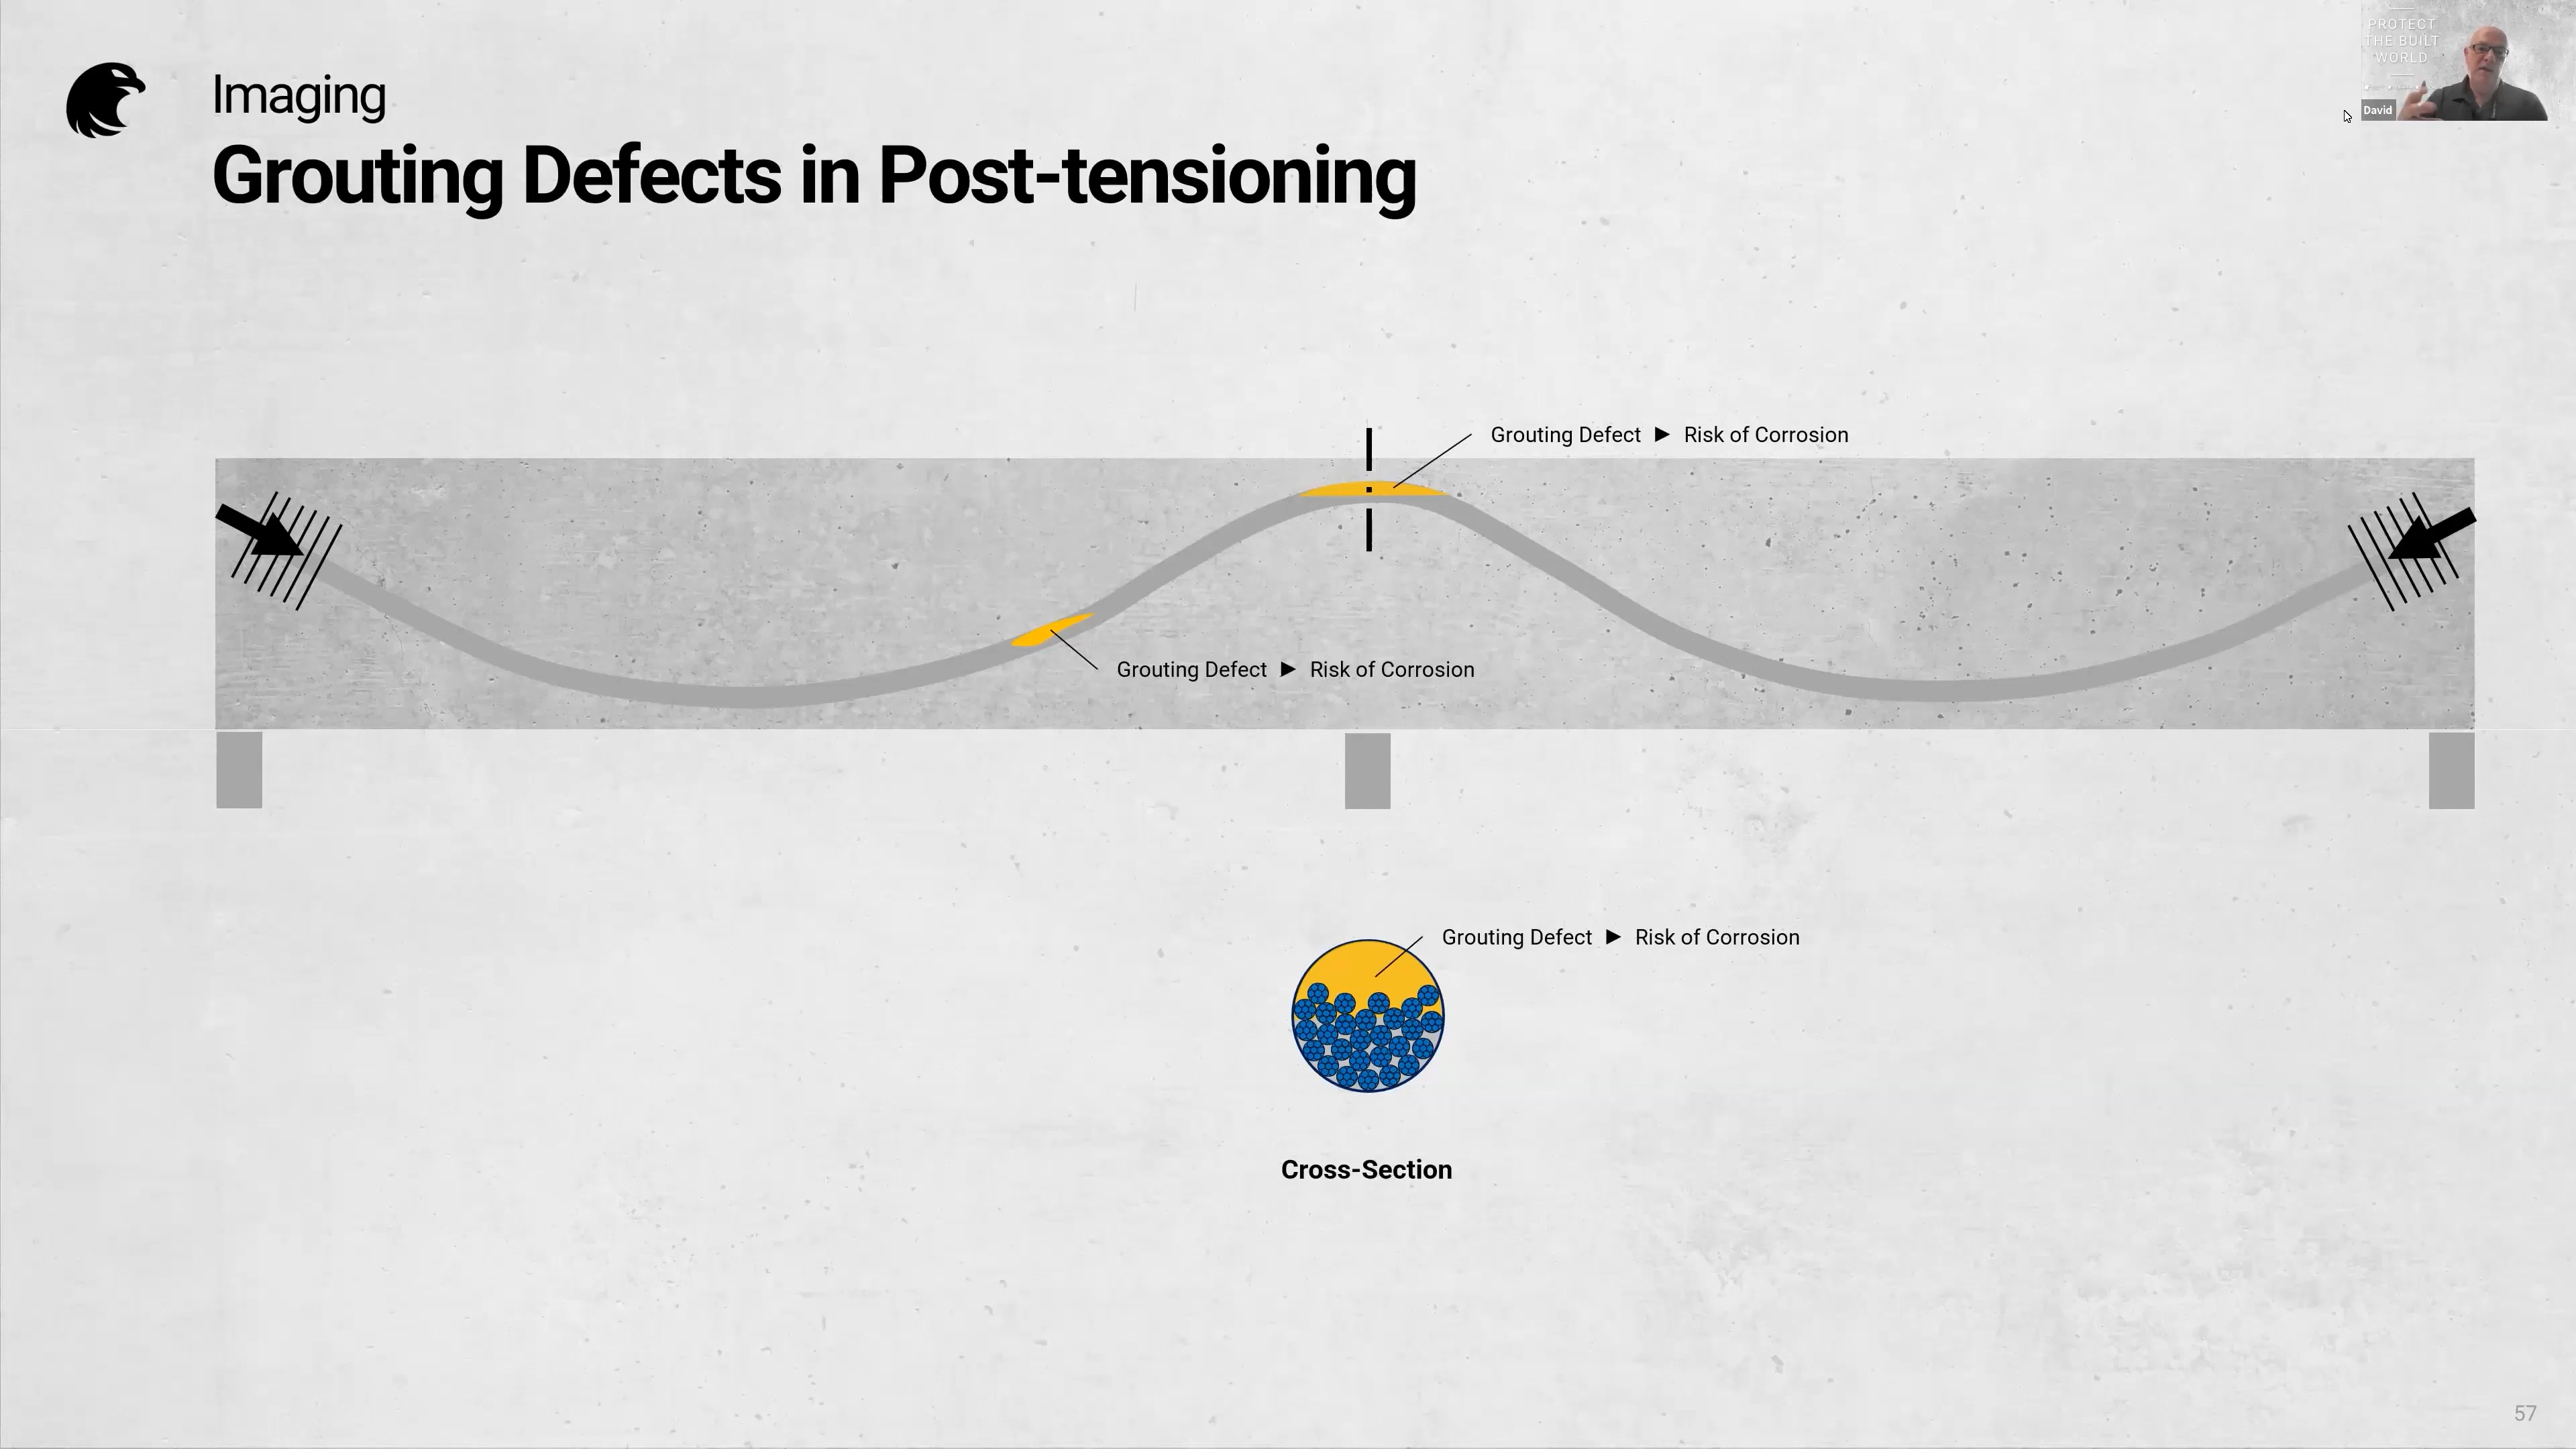 PROTECT
THE BUILT
WORLD
David
Imaging
Grouting Defects in Post-tensioning
Grouting Defect ► Risk of Corrosion
Grouting Defect ► Risk of Corrosion
Grouting Defect ► Risk of Corrosion
Cross-Section
57